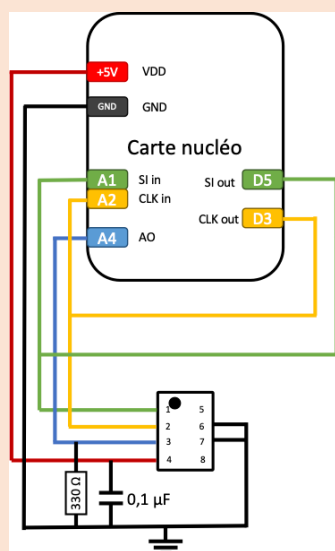 +5V VDD
GND GND
Carte nucléo
A1 SI in SI out D5
A2 CLK in
CLK out D3
A4 AO
1 5
2 6
3 7
4 8
330 Ω
0,1 µF